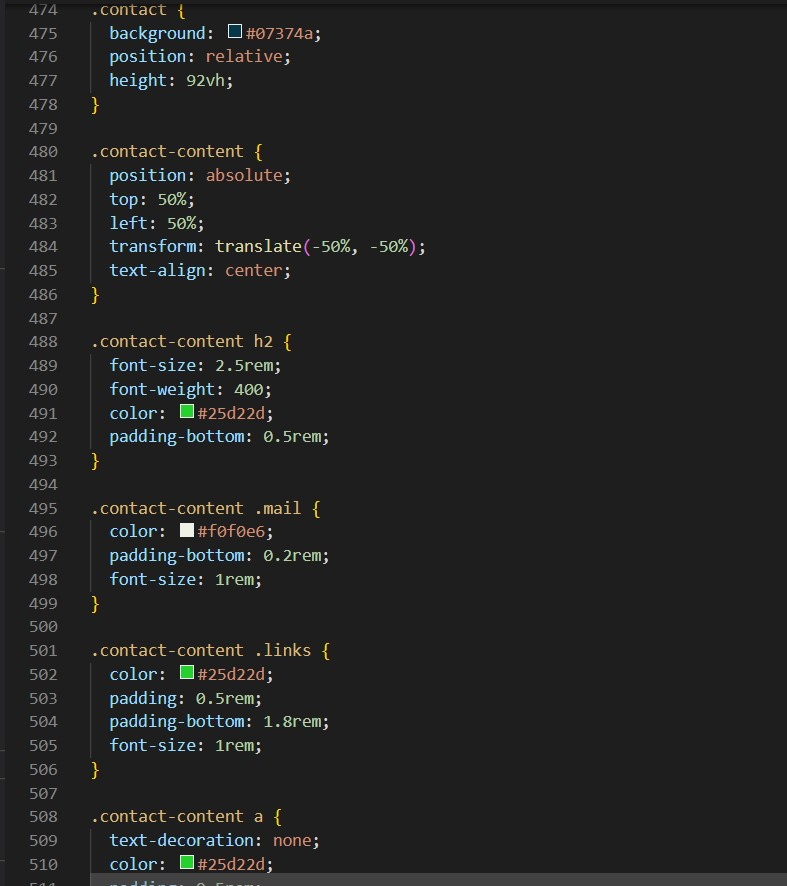 474 .contact {
475 background: #07374a;
476 position: relative;
477 height: 92vh;
478 }
479
480 .contact-content {
481 position: absolute;
482 top: 50%;
483 left: 50%;
484 transform: translate(-50%, -50%);
485 text-align: center;
486 }
487
488 .contact-content h2 {
489 font-size: 2.5rem;
490 font-weight: 400;
491 color: #25d22d;
492 padding-bottom: 0.5rem;
493 }
494
495 .contact-content .mail {
496 color: #f0f0e6;
497 padding-bottom: 0.2rem;
498 font-size: 1rem;
499 }
500
501 .contact-content .links {
502 color: #25d22d;
503 padding: 0.5rem;
504 padding-bottom: 1.8rem;
505 font-size: 1rem;
506 }
507
508 .contact-content a {
509 text-decoration: none;
510 color: #25d22d;